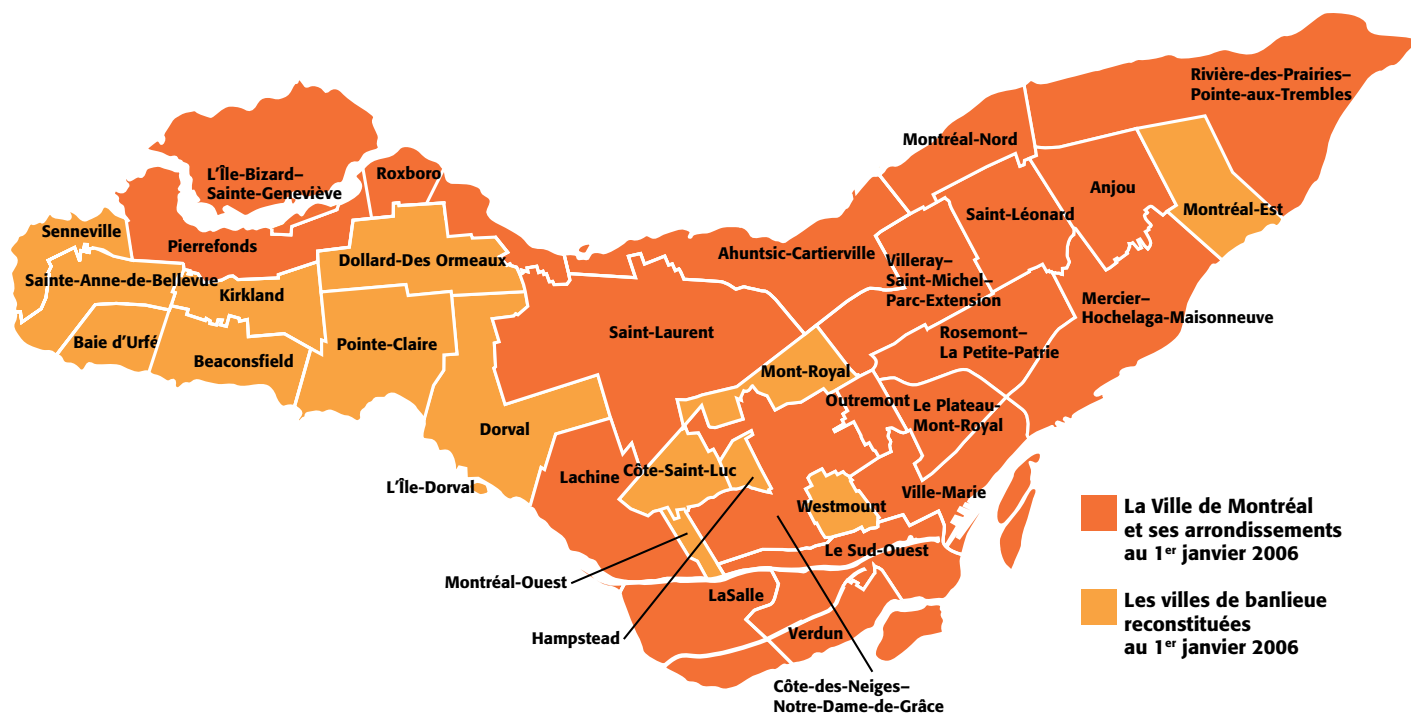 Rivière-des-Prairies–
Pointe-aux-Trembles
Montréal-Nord
L'Île-Bizard–
Sainte-Geneviève
Roxboro
Anjou
Saint-Léonard
Montréal-Est
Senneville
Pierrefonds
Ahuntsic-Cartierville
Dollard-Des Ormeaux
Villeray–
Saint-Michel–
Parc-Extension
Sainte-Anne-de-Bellevue
Kirkland
Mercier–
Hochelaga-Maisonneuve
Saint-Laurent
Rosemont–
La Petite-Patrie
Baie d'Urfé
Beaconsfield
Pointe-Claire
Mont-Royal
Outremont
Le Plateau-
Mont-Royal
Dorval
Lachine
Côte-Saint-Luc
L'Île-Dorval
Westmount
Ville-Marie
Le Sud-Ouest
Montréal-Ouest
LaSalle
Hampstead
Verdun
Côte-des-Neiges–
Notre-Dame-de-Grâce
La Ville de Montréal
et ses arrondissements
au 1er janvier 2006
Les villes de banlieue
reconstituées
au 1er janvier 2006